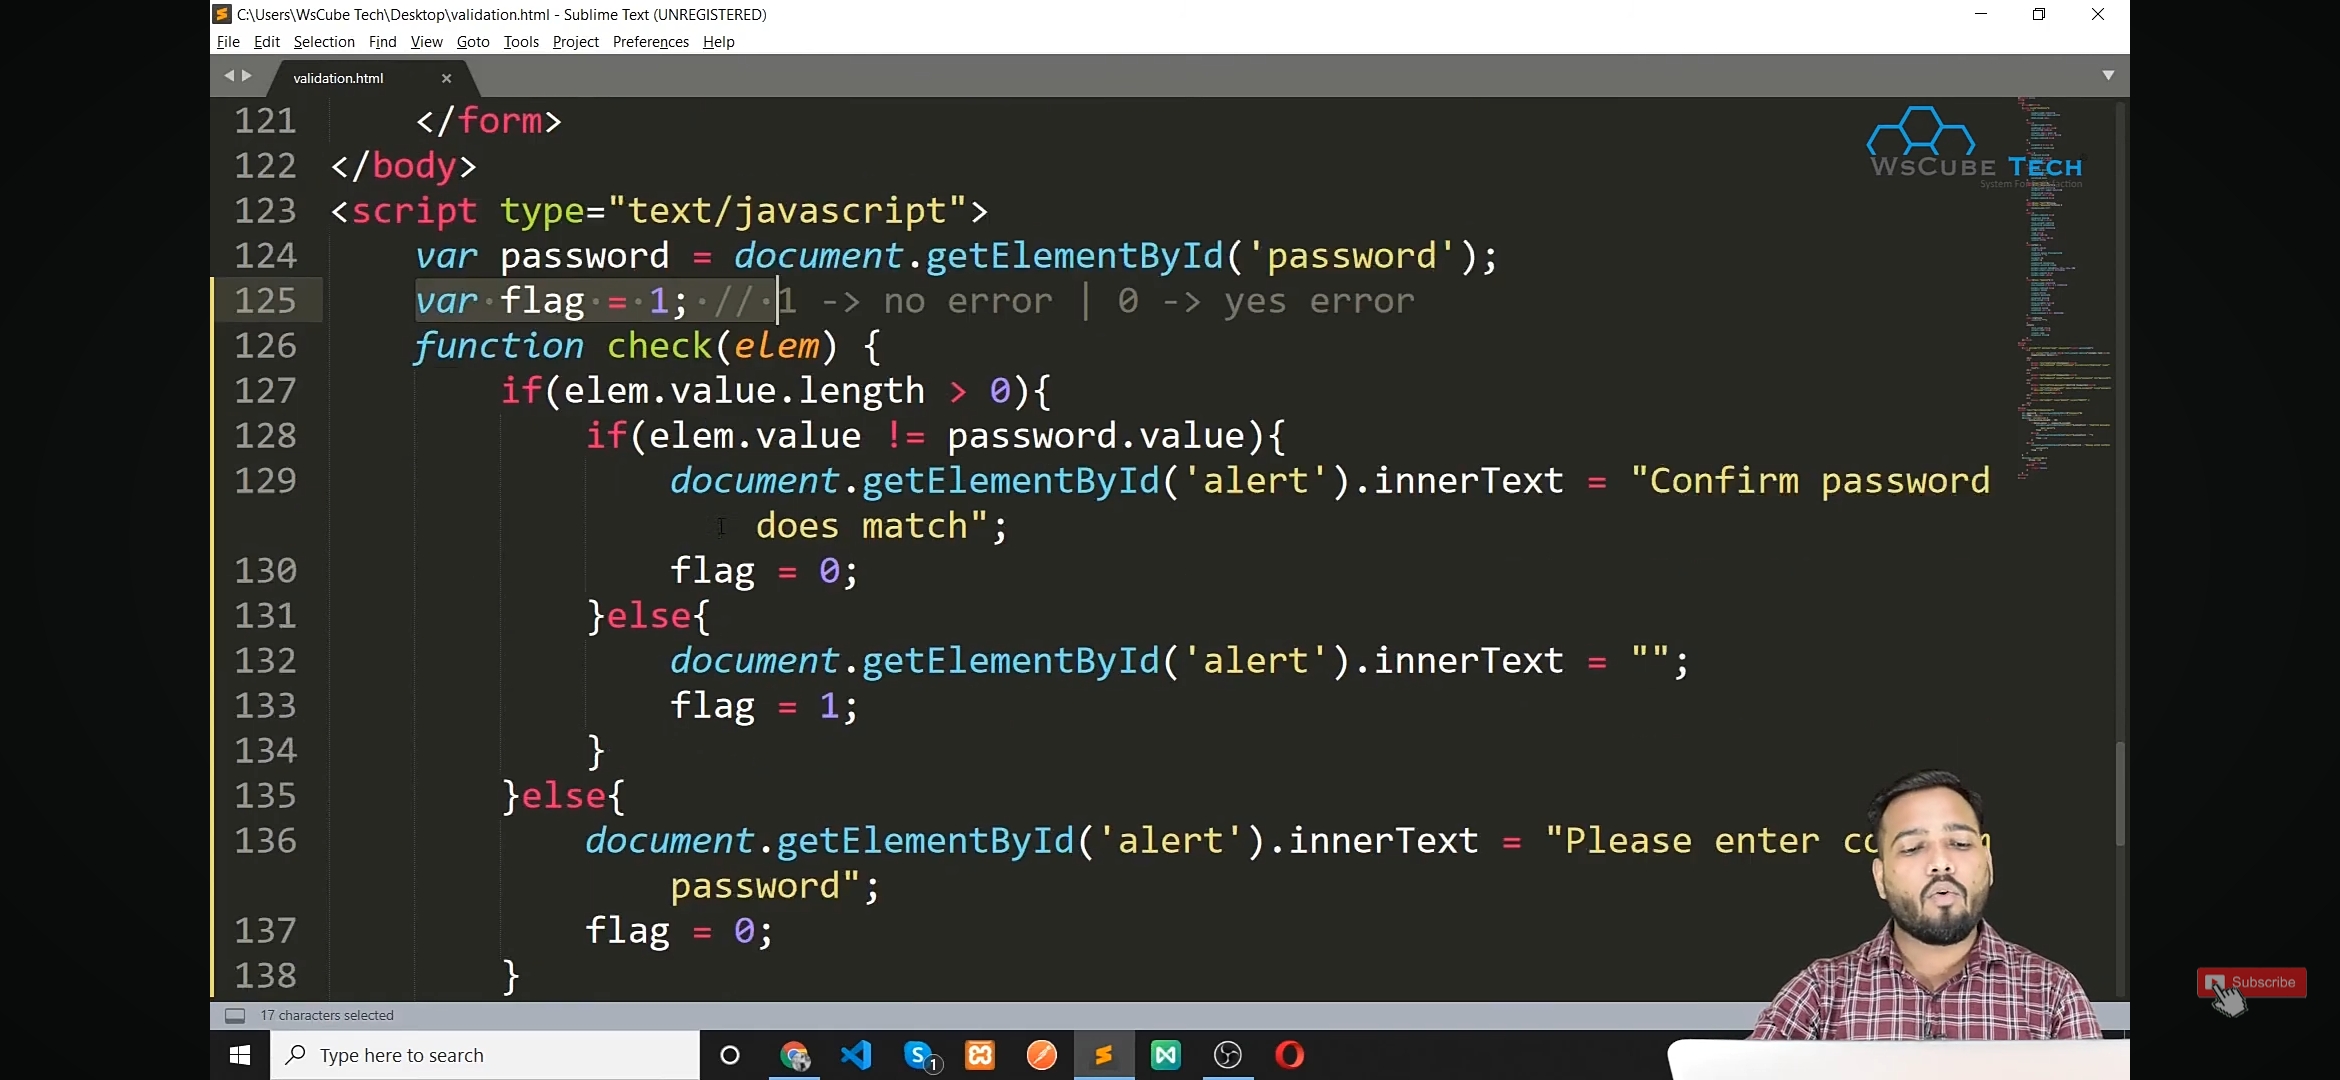 C:\Users\WsCube Tech\Desktop\validation.html - Sublime Text (UNREGISTERED)
File Edit Selection Find View Goto Tools Project Preferences Help
validation.html
121 </form>
122 </body>
123 <script type="text/javascript">
124 var password = document.getElementById('password');
125 var flag = 1; // 1 -> no error | 0 -> yes error
126 function check(elem) {
127 if(elem.value.length > 0){
128 if(elem.value != password.value){
129 document.getElementById('alert').innerText = "Confirm password
does match";
130 flag = 0;
131 }else{
132 document.getElementById('alert').innerText = "";
133 flag = 1;
134 }
135 }else{
136 document.getElementById('alert').innerText = "Please enter
password";
137 flag = 0;
138 }
WSCUBE TECH
Subscribe
17 characters selected
Type here to search
1